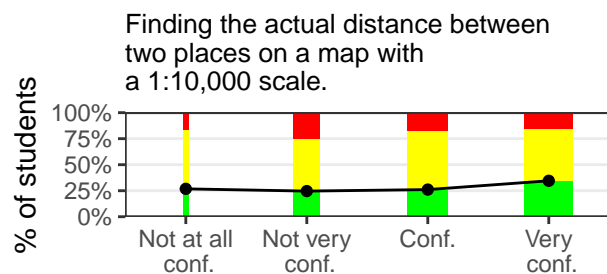 Finding the actual distance between
two places on a map with
a 1:10,000 scale.
% of students
100%
75%
50%
25%
0%
Not at all
conf.
Not very
conf.
Conf.
Very
conf.